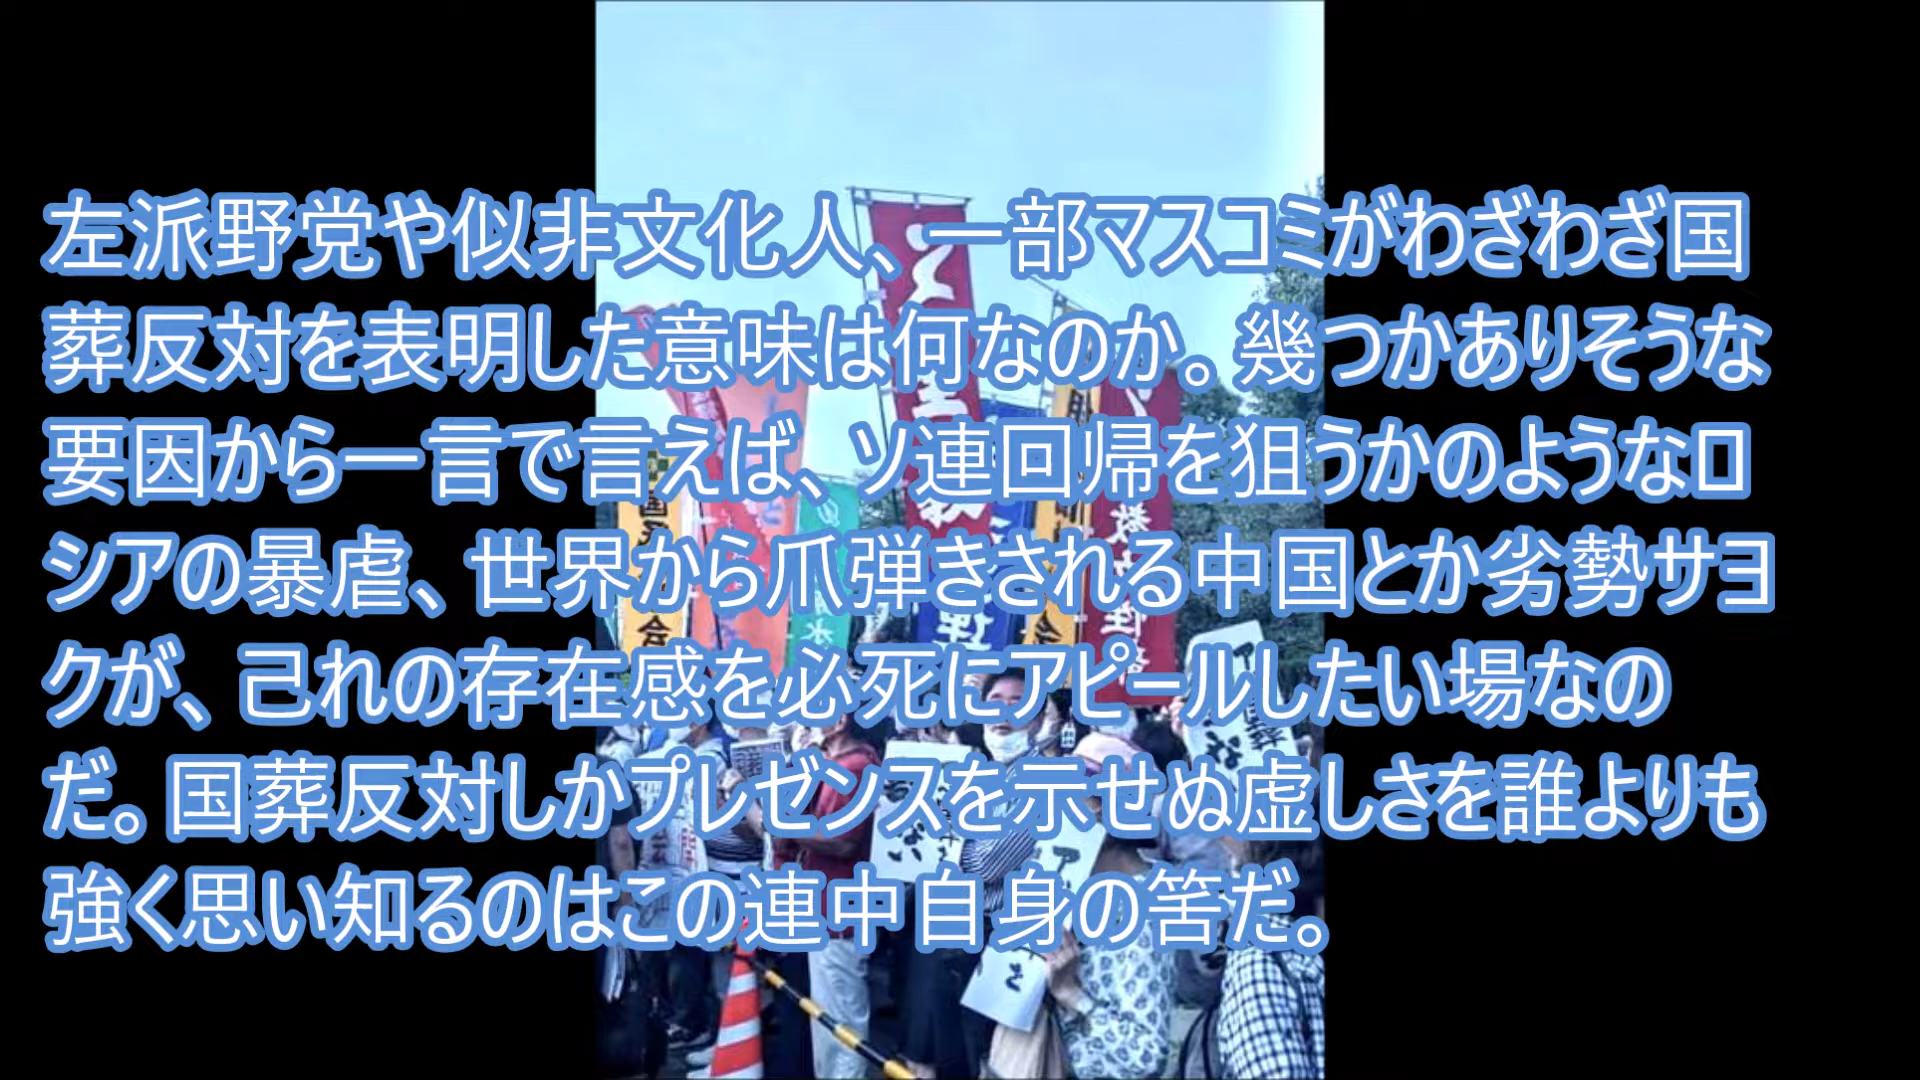 左派野党や似非文化人、一部マスコミがわざわざ国
葬反対を表明した意味は何なのか。幾つかありそうな
要因から一言で言えば、ソ連回帰を狙うかのようなロ
シアの暴虐、世界から爪弾きされる中国とか劣勢サヨ
クが、己れの存在感を必死にアピールしたい場なの
だ。国葬反対しかプレゼンスを示せぬ虚しさを誰よりも
強く思い知るのはこの連中自身の筈だ。